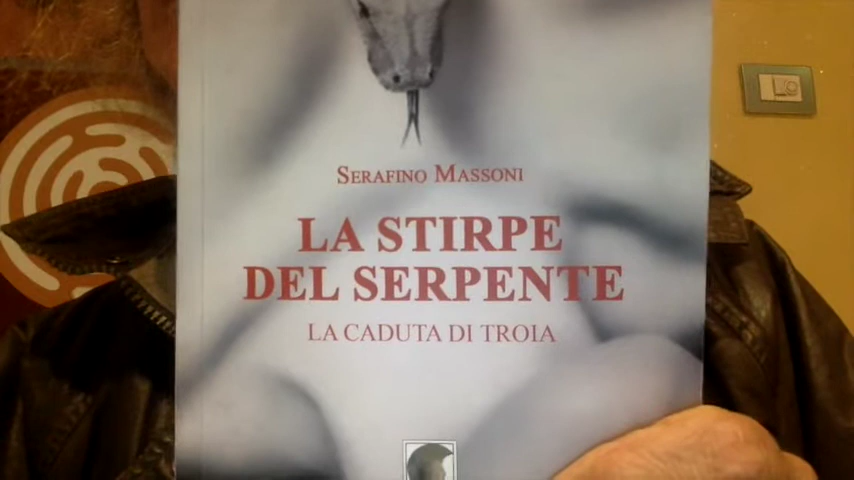 SERAFINO MASSONI
LA STIRPE
DEL SERPENTE
LA CADUTA DI TROIA